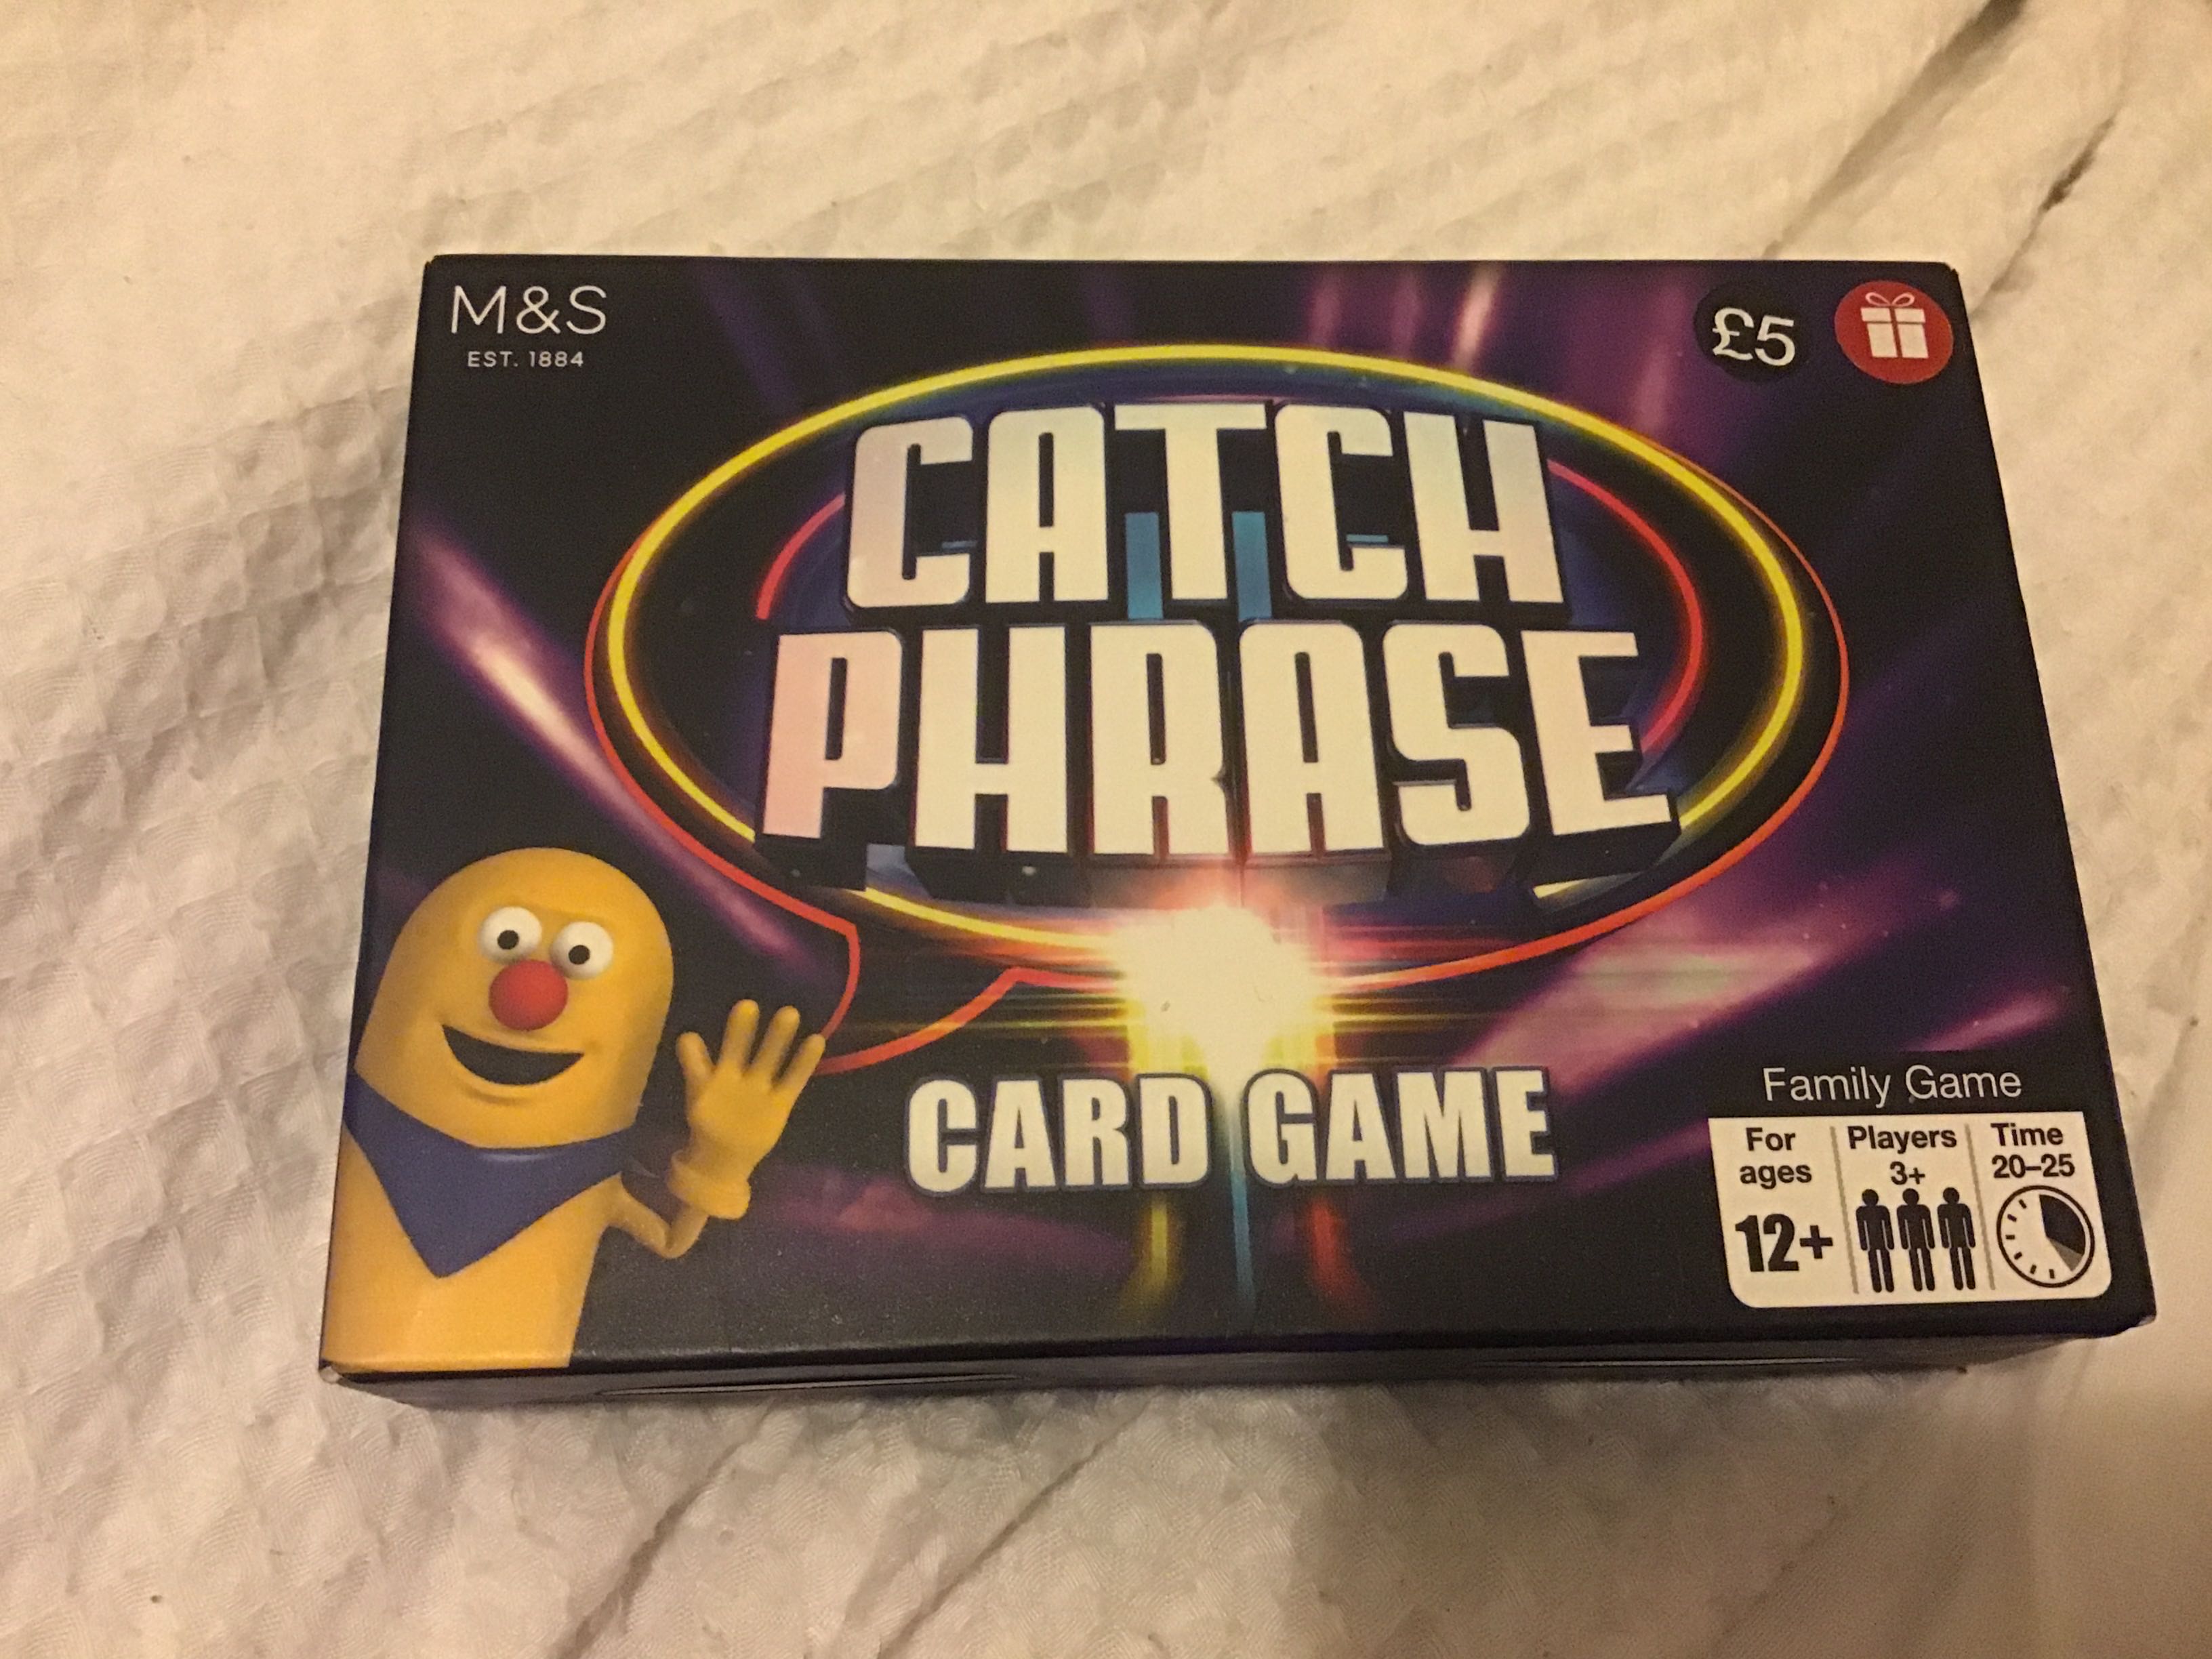 M&S
EST. 1884
£5
CATCH
PHRASE
CARD GAME
Family Game
For
ages
12+
Players
3+
Time
20–25